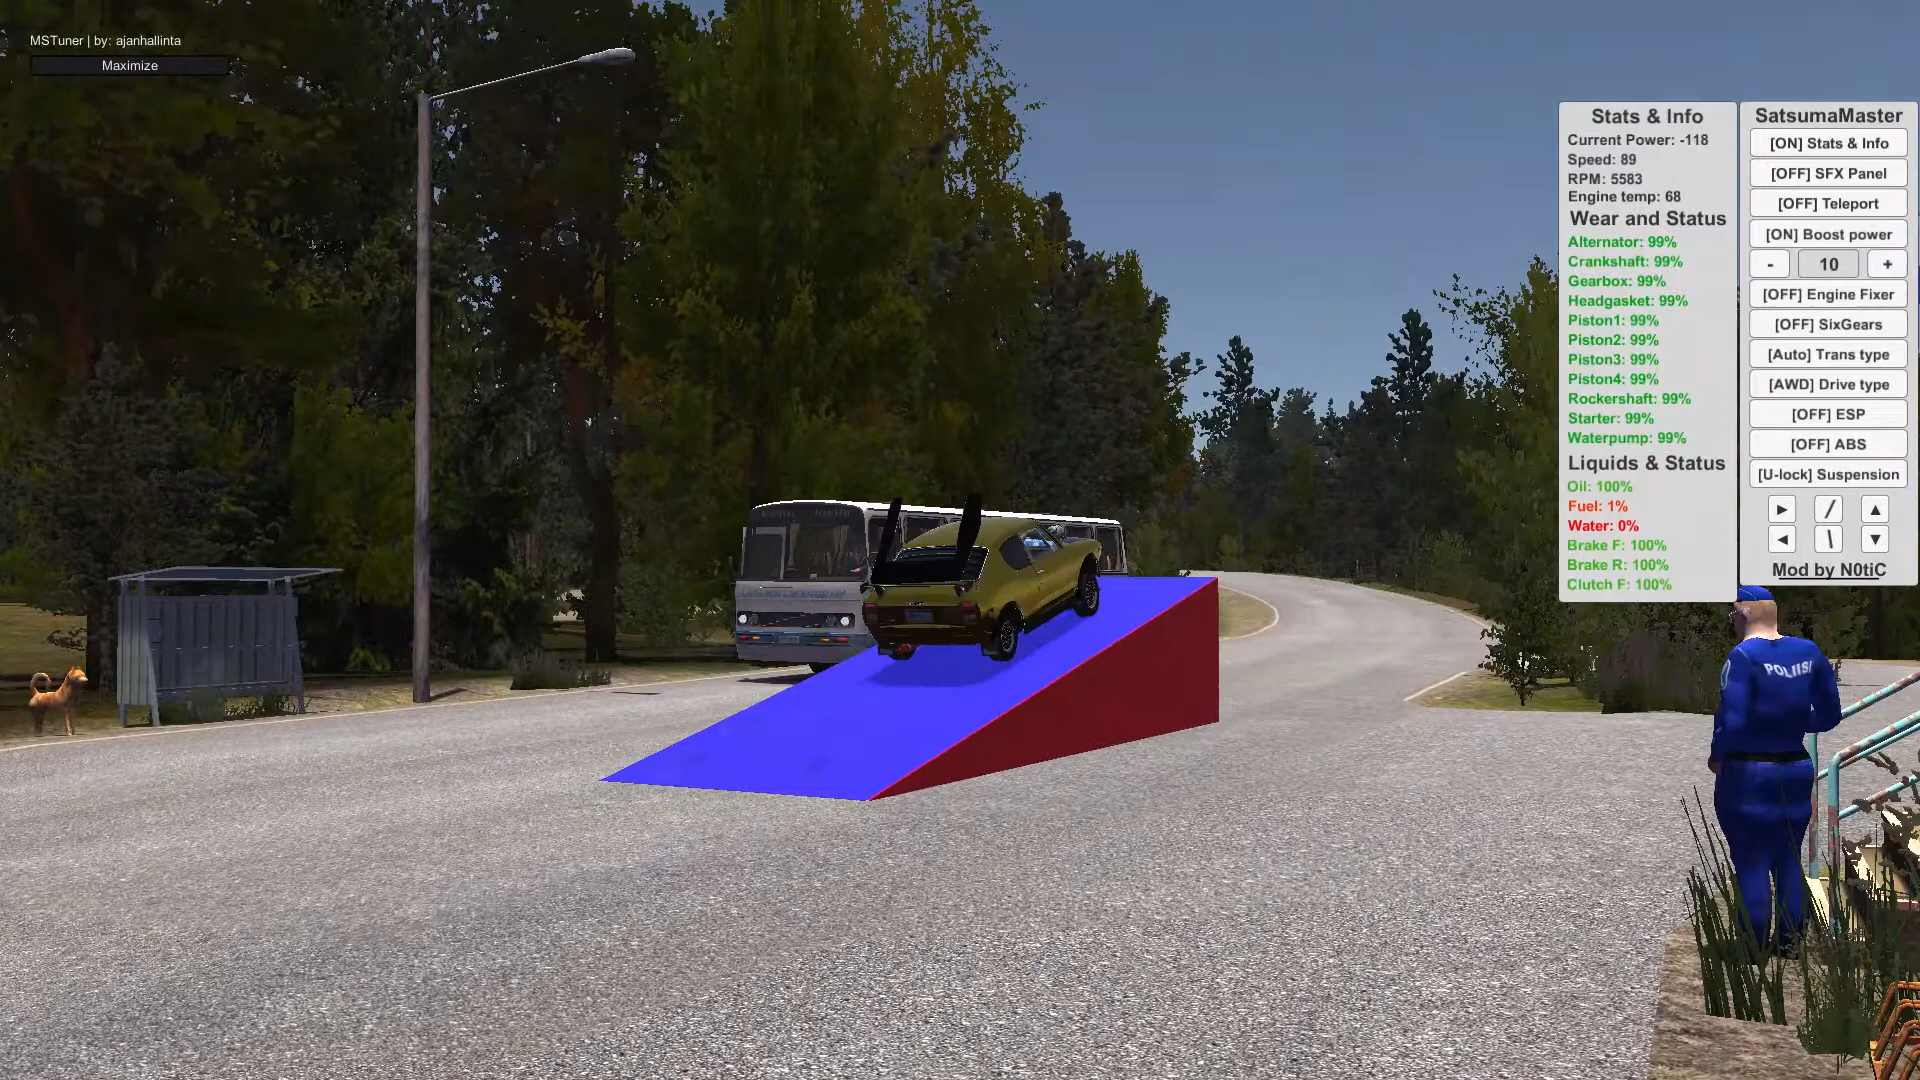 MSTuner | by: ajanhallinta
Maximize
Stats & Info
Current Power: -118
Speed: 89
RPM: 5583
Engine temp: 68
Wear and Status
Alternator: 99%
Crankshaft: 99%
Gearbox: 99%
Headgasket: 99%
Piston1: 99%
Piston2: 99%
Piston3: 99%
Piston4: 99%
Rockershaft: 99%
Starter: 99%
Waterpump: 99%
Liquids & Status
Oil: 100%
Fuel: 1%
Water: 0%
Brake F: 100%
Brake R: 100%
Clutch F: 100%
SatsumaMaster
[ON] Stats & Info
[OFF] SFX Panel
[OFF] Teleport
[ON] Boost power
- 10 +
[OFF] Engine Fixer
[OFF] SixGears
[Auto] Trans type
[AWD] Drive type
[OFF] ESP
[OFF] ABS
[U-lock] Suspension
► / ▲
◄ \ ▼
Mod by N0tiC
POLIISI